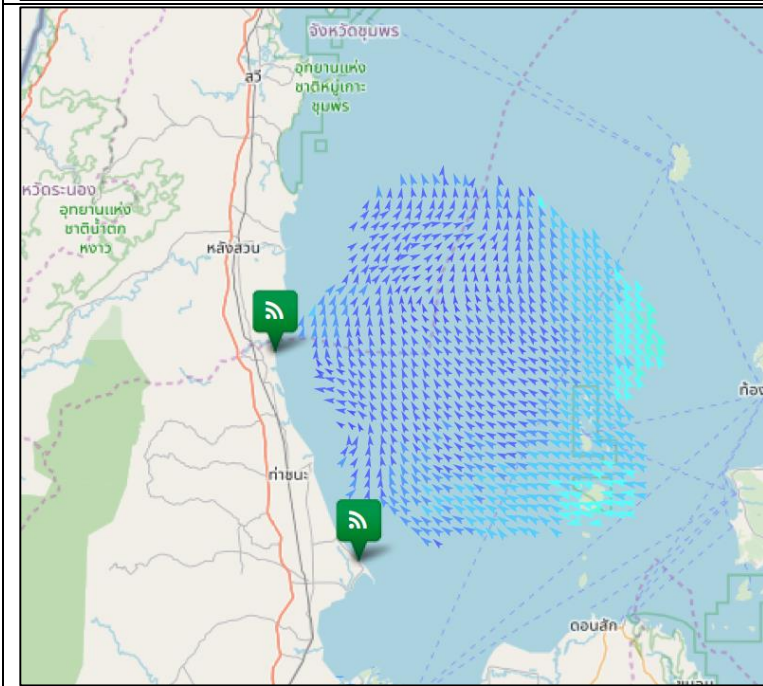 จังหวัดชุมพร
สวี
อุทยานแห่ง
ชาติหมู่เกาะ
ชุมพร
หวัดระนอง
อุทยานแห่ง
ชาติน้ำตก
หงาว
หลังสวน
ท้อง
ท่าชนะ
ดอนสัก